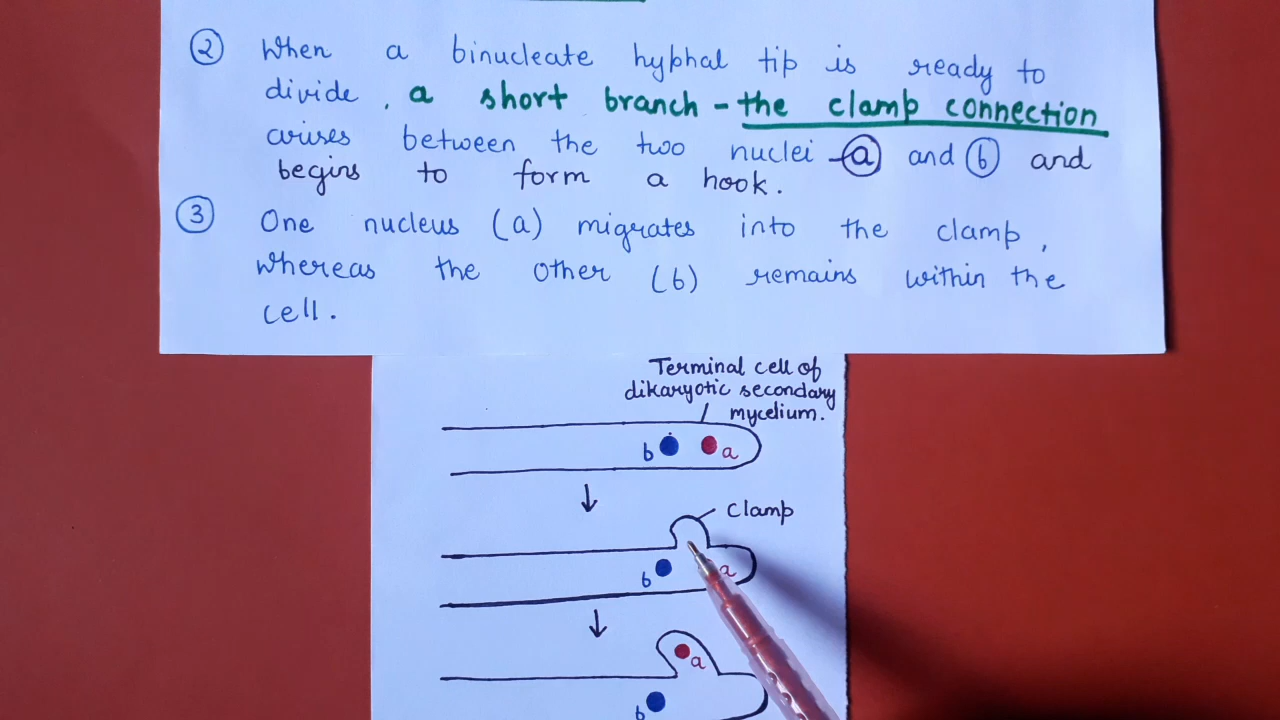 ② When a binucleate hyphal tip is ready to
divide, a short branch - the clamp connection
arises between the two nuclei - ⓐ and ⓑ and
begins to form a hook.
③ One nucleus (a) migrates into the clamp,
whereas the other (b) remains within the
cell.
Terminal cell of
dikaryotic secondary
mycelium.
b a
clamp
b a
a
b